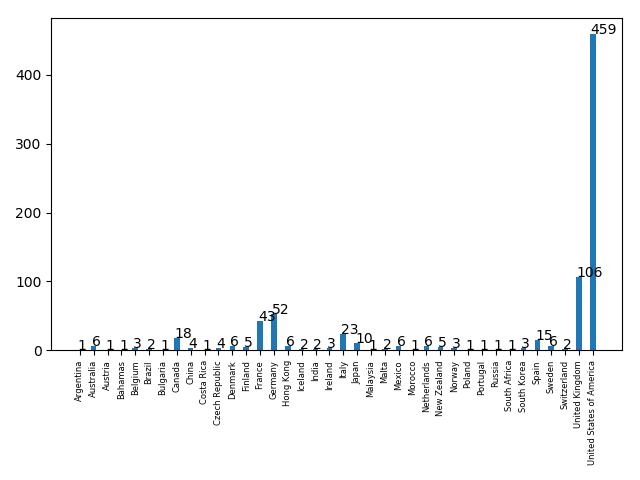 400
300
200
100
0
1
6
1
1
3
2
1
18
4
1
4
6
5
43
52
6
2
2
3
23
10
1
2
6
1
6
5
3
1
1
1
1
3
15
6
2
106
459
Argentina
Australia
Austria
Bahamas
Belgium
Brazil
Bulgaria
Canada
China
Costa Rica
Czech Republic
Denmark
Finland
France
Germany
Hong Kong
Iceland
India
Ireland
Italy
Japan
Malaysia
Malta
Mexico
Morocco
Netherlands
New Zealand
Norway
Poland
Portugal
Russia
South Africa
South Korea
Spain
Sweden
Switzerland
United Kingdom
United States of America